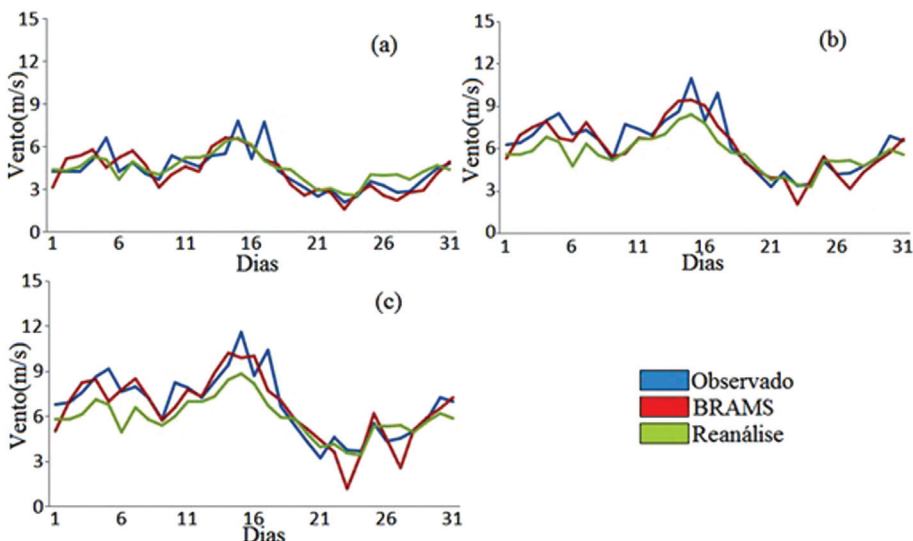 (a)
Vento(m/s)
15
12
9
6
3
0
1 6 11 16 21 26 31
Dias
(b)
Vento(m/s)
15
12
9
6
3
0
1 6 11 16 21 26 31
Dias
(c)
Vento(m/s)
15
12
9
6
3
0
1 6 11 16 21 26 31
Dias
Observado
BRAMS
Reanálise